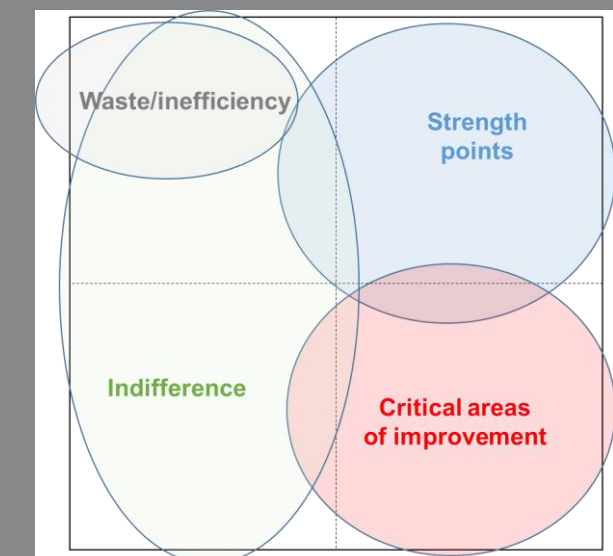 Waste/inefficiency
Strength
points
Indifference
Critical areas
of improvement